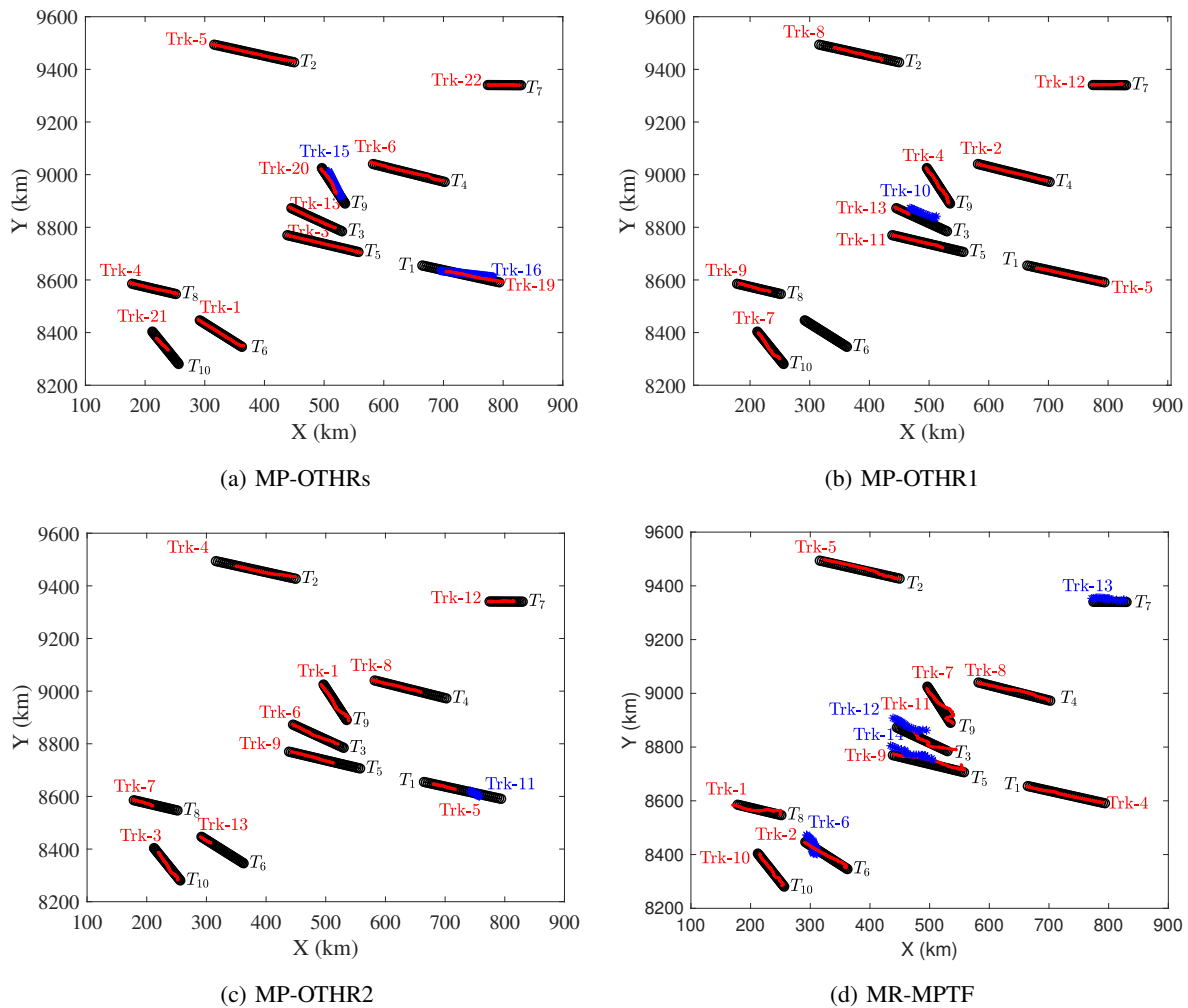 9600
9400
9200
9000
8800
8600
8400
8200
100
200
300
400
500
600
700
800
900
X (km)
Y (km)
Trk-5
T2
Trk-22
T7
Trk-15
Trk-20
Trk-6
T4
T9
Trk-13
T3
Trk-3
T5
T1
Trk-16
Trk-19
Trk-4
T8
Trk-1
Trk-21
T6
T10
(a) MP-OTHRs
9600
9400
9200
9000
8800
8600
8400
8200
200
300
400
500
600
700
800
900
X (km)
Y (km)
Trk-8
T2
Trk-12
T7
Trk-4
Trk-2
T4
Trk-10
T9
Trk-13
T3
Trk-11
T5
T1
Trk-5
Trk-9
T8
Trk-7
T6
T10
(b) MP-OTHR1
9600
9400
9200
9000
8800
8600
8400
8200
100
200
300
400
500
600
700
800
900
X (km)
Y (km)
Trk-4
T2
Trk-12
T7
Trk-1
Trk-8
T4
Trk-6
T9
Trk-9
T3
T5
T1
Trk-11
Trk-5
Trk-7
T8
Trk-13
Trk-3
T6
T10
(c) MP-OTHR2
9600
9400
9200
9000
8800
8600
8400
8200
100
200
300
400
500
600
700
800
900
X (km)
Y (km)
Trk-5
T2
Trk-13
T7
Trk-7
Trk-8
T4
Trk-12
Trk-11
T9
Trk-14
T3
Trk-9
T5
T1
Trk-4
Trk-1
T8
Trk-2
Trk-6
Trk-10
T6
T10
(d) MR-MPTF